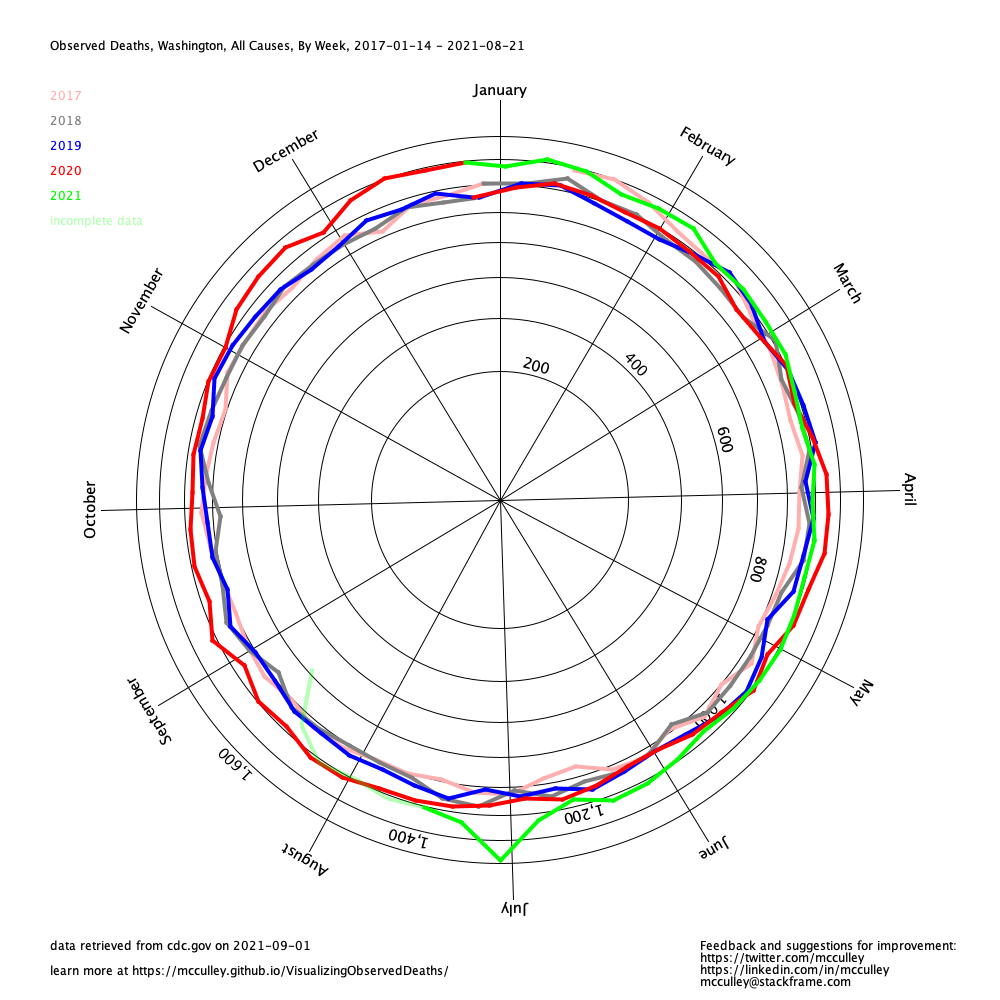 Observed Deaths, Washington, All Causes, By Week, 2017-01-14 - 2021-08-21
2017
2018
2019
2020
2021
incomplete data
January
February
March
April
May
June
July
August
September
October
November
December
200
400
600
800
1,200
1,400
1,600
data retrieved from cdc.gov on 2021-09-01
learn more at https://mcculley.github.io/VisualizingObservedDeaths/
Feedback and suggestions for improvement:
https://twitter.com/mcculley
https://linkedin.com/in/mcculley
mcculley@stackframe.com